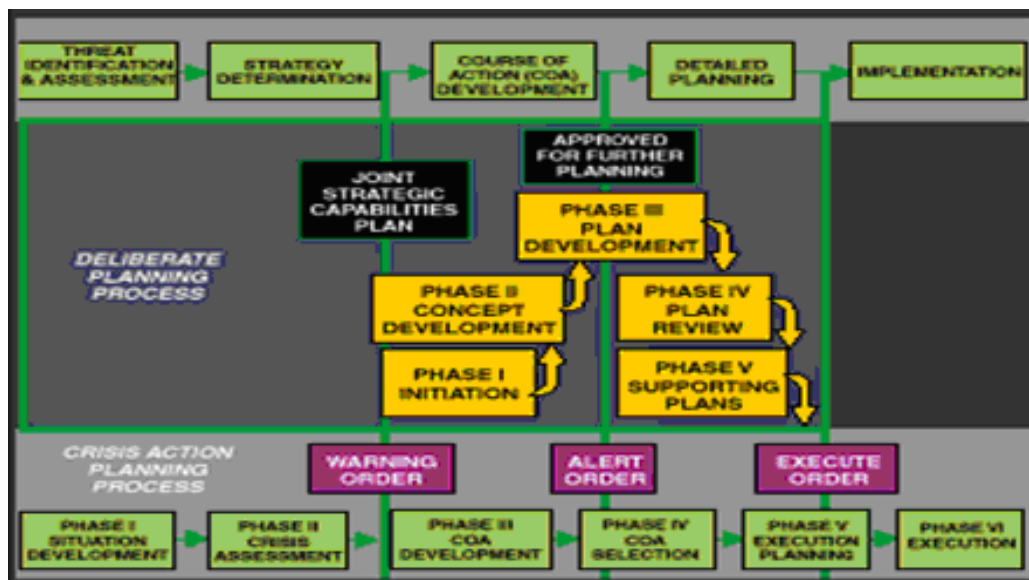 THREAT
IDENTIFICATION
& ASSESSMENT
STRATEGY
DETERMINATION
COURSE OF
ACTION (COA)
DEVELOPMENT
DETAILED
PLANNING
IMPLEMENTATION
APPROVED
FOR FURTHER
PLANNING
JOINT
STRATEGIC
CAPABILITIES
PLAN
PHASE III
PLAN
DEVELOPMENT
DELIBERATE
PLANNING
PROCESS
PHASE II
CONCEPT
DEVELOPMENT
PHASE IV
PLAN
REVIEW
PHASE I
INITIATION
PHASE V
SUPPORTING
PLANS
CRISIS ACTION
PLANNING
PROCESS
WARNING
ORDER
ALERT
ORDER
EXECUTE
ORDER
PHASE I
SITUATION
DEVELOPMENT
PHASE II
CRISIS
ASSESSMENT
PHASE III
COA
DEVELOPMENT
PHASE IV
COA
SELECTION
PHASE V
EXECUTION
PLANNING
PHASE VI
EXECUTION